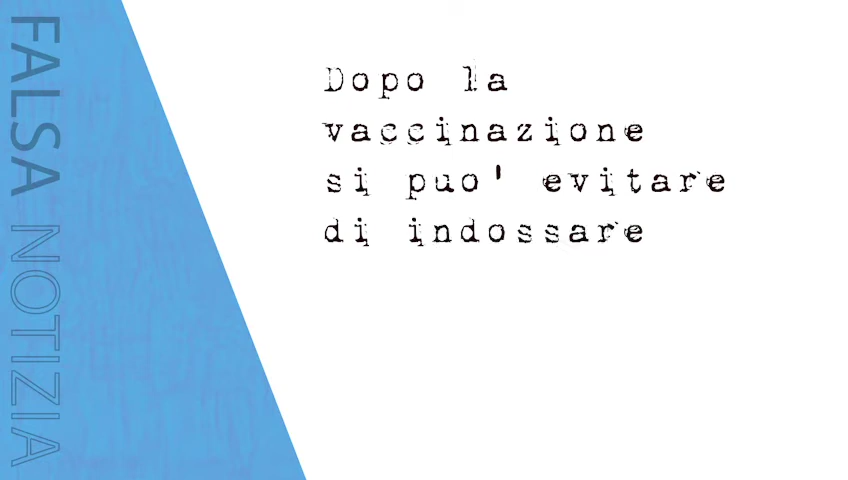 FALSA NOTIZIA
Dopo la
vaccinazione
si puo' evitare
di indossare